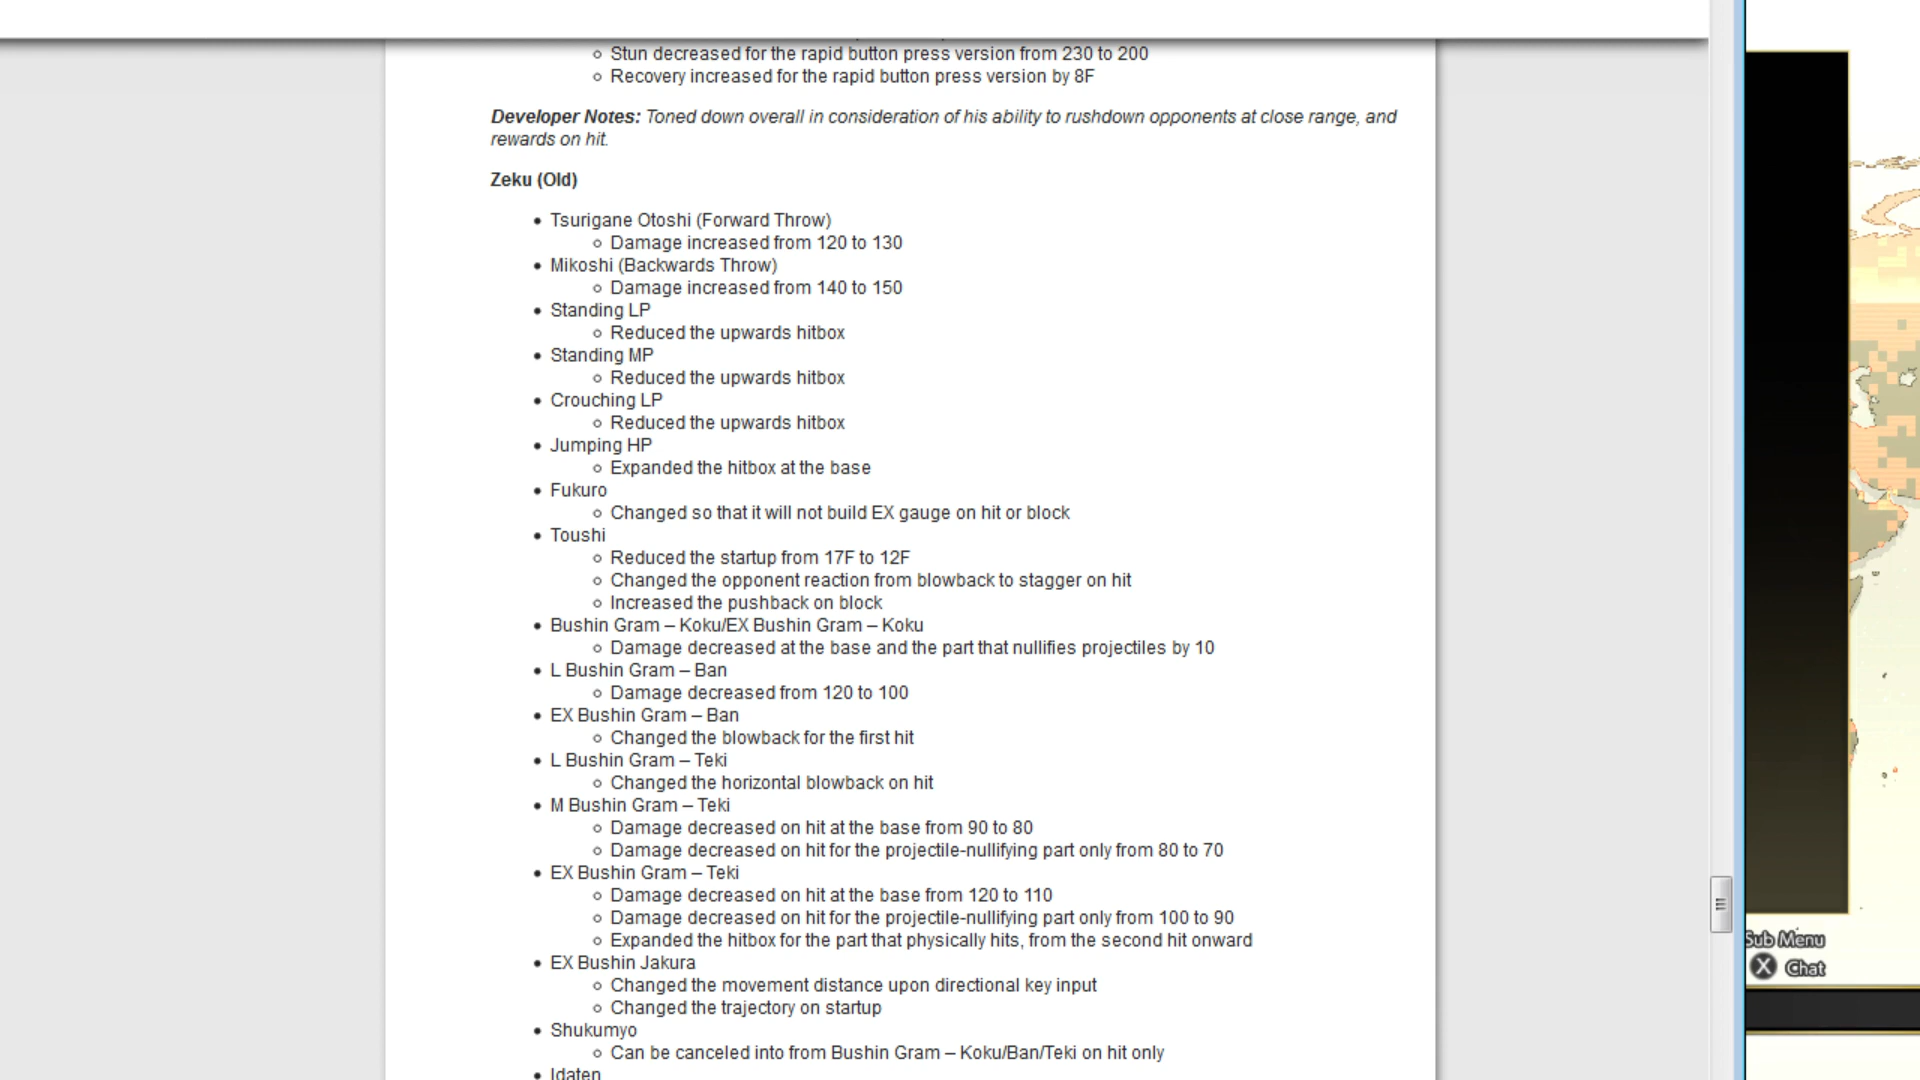 Stun decreased for the rapid button press version from 230 to 200
Recovery increased for the rapid button press version by 8F
Developer Notes: Toned down overall in consideration of his ability to rushdown opponents at close range, and
rewards on hit.
Zeku (Old)
Tsurigane Otoshi (Forward Throw)
Damage increased from 120 to 130
Mikoshi (Backwards Throw)
Damage increased from 140 to 150
Standing LP
Reduced the upwards hitbox
Standing MP
Reduced the upwards hitbox
Crouching LP
Reduced the upwards hitbox
Jumping HP
Expanded the hitbox at the base
Fukuro
Changed so that it will not build EX gauge on hit or block
Toushi
Reduced the startup from 17F to 12F
Changed the opponent reaction from blowback to stagger on hit
Increased the pushback on block
Bushin Gram – Koku/EX Bushin Gram – Koku
Damage decreased at the base and the part that nullifies projectiles by 10
L Bushin Gram – Ban
Damage decreased from 120 to 100
EX Bushin Gram – Ban
Changed the blowback for the first hit
L Bushin Gram – Teki
Changed the horizontal blowback on hit
M Bushin Gram – Teki
Damage decreased on hit at the base from 90 to 80
Damage decreased on hit for the projectile-nullifying part only from 80 to 70
EX Bushin Gram – Teki
Damage decreased on hit at the base from 120 to 110
Damage decreased on hit for the projectile-nullifying part only from 100 to 90
Expanded the hitbox for the part that physically hits, from the second hit onward
EX Bushin Jakura
Changed the movement distance upon directional key input
Changed the trajectory on startup
Shukumyo
Can be canceled into from Bushin Gram – Koku/Ban/Teki on hit only
Idaten
Sub Menu
X Chat